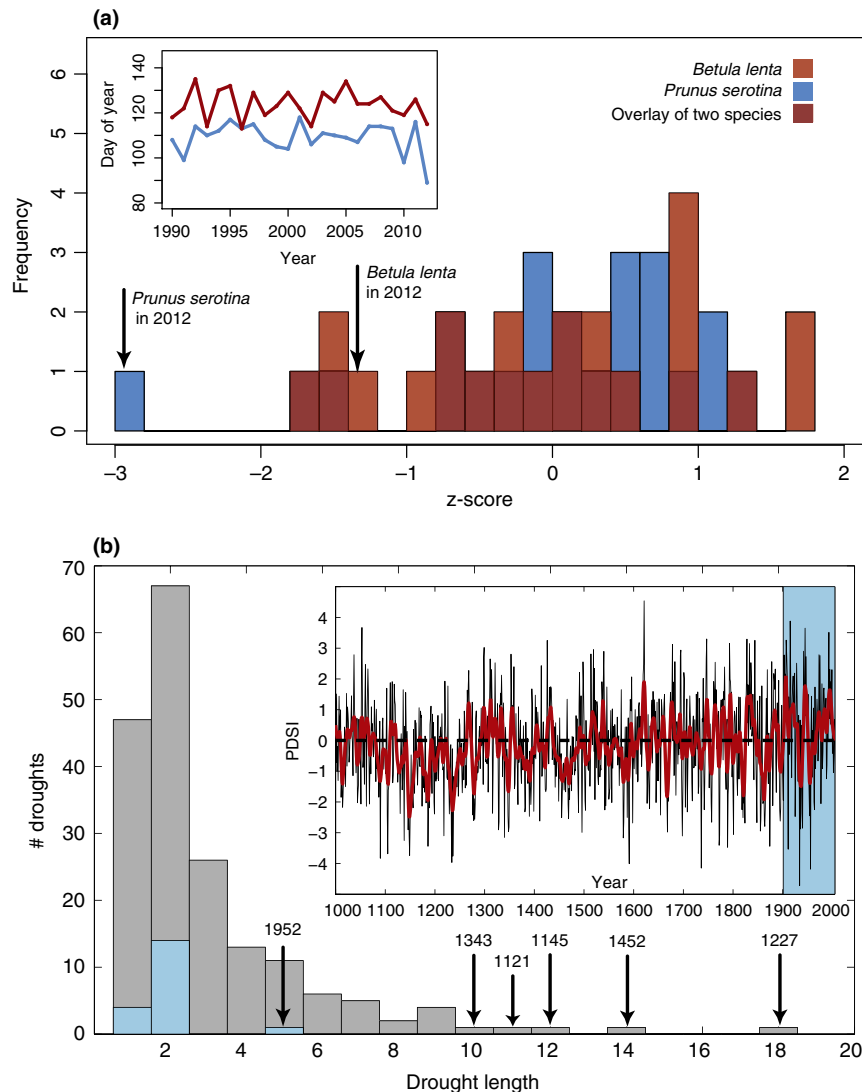 (a)
Betula lenta
Prunus serotina
Overlay of two species
Day of year
140
120
100
80
1990 1995 2000 2005 2010
Year
Frequency
6
5
4
3
2
1
0
Prunus serotina
in 2012
Betula lenta
in 2012
−3 −2 −1 0 1 2
z-score
(b)
# droughts
70
60
50
40
30
20
10
0
PDSI
4
3
2
1
0
−1
−2
−3
−4
Year
1000 1100 1200 1300 1400 1500 1600 1700 1800 1900 2000
1952
1343
1121
1145
1452
1227
2 4 6 8 10 12 14 16 18 20
Drought length